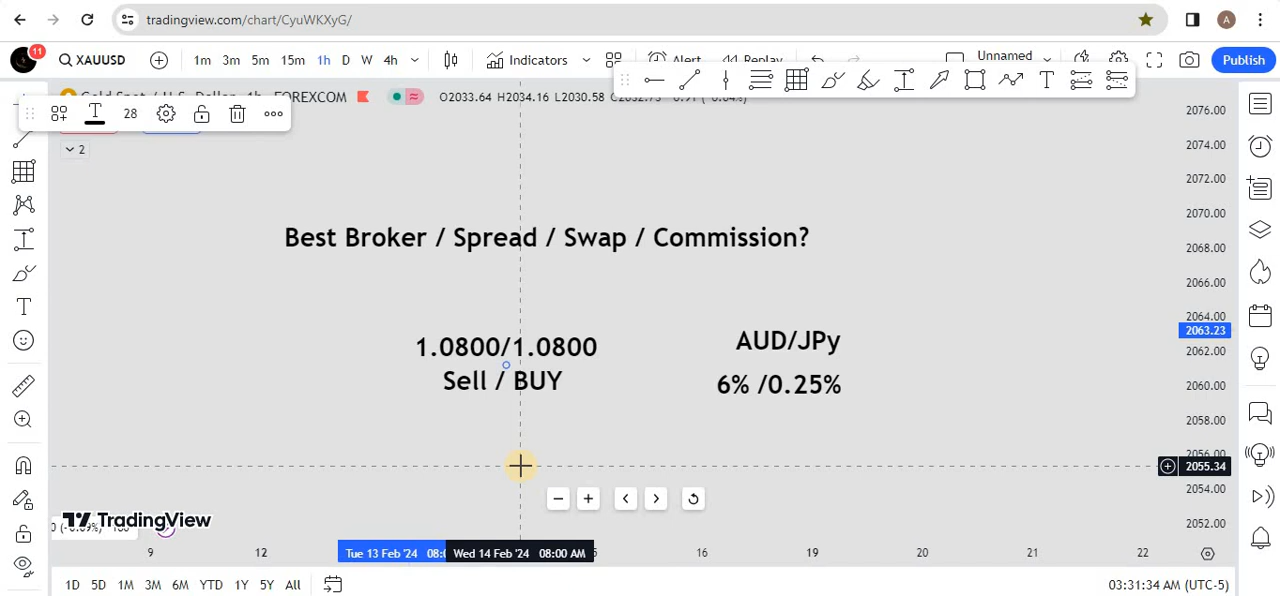 tradingview.com/chart/CyuWKXyG/
A
11
XAUUSD
1m 3m 5m 15m 1h D W 4h
Indicators
Alert
Replay
Unnamed
Publish
FOREXCOM
O2033.64 H2034.16 L2030.58
28
2
Best Broker / Spread / Swap / Commission?
1.0800/1.0800
Sell / BUY
AUD/JPy
6% /0.25%
2076.00
2074.00
2072.00
2070.00
2068.00
2066.00
2064.00
2063.23
2062.00
2060.00
2058.00
2055.34
2054.00
2052.00
TradingView
9 12 Tue 13 Feb '24 Wed 14 Feb '24 08:00 AM 16 19 20 21 22
1D 5D 1M 3M 6M YTD 1Y 5Y All
03:31:34 AM (UTC-5)